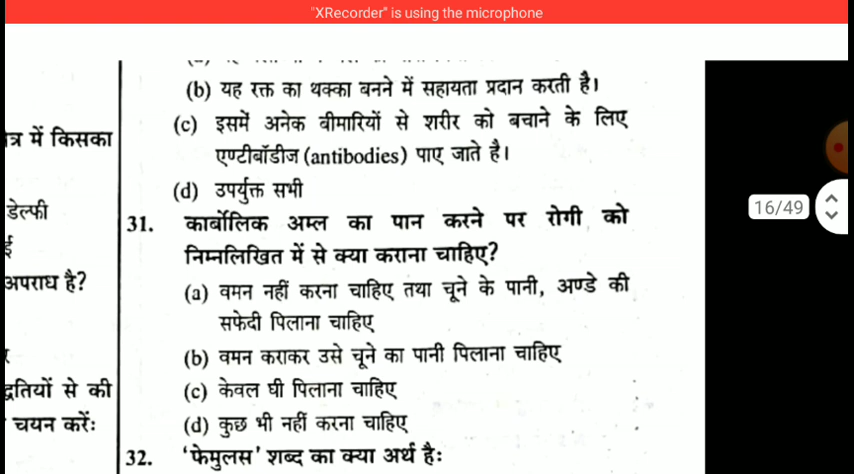 "XRecorder" is using the microphone
(b) यह रक्त का थक्का बनने में सहायता प्रदान करती है।
(c) इसमें अनेक बीमारियों से शरीर को बचाने के लिए
एण्टीबॉडीज (antibodies) पाए जाते है।
(d) उपर्युक्त सभी
31. कार्बोलिक अम्ल का पान करने पर रोगी को
निम्नलिखित में से क्या कराना चाहिए?
(a) वमन नहीं करना चाहिए तथा चूने के पानी, अण्डे की
सफेदी पिलाना चाहिए
(b) वमन कराकर उसे चूने का पानी पिलाना चाहिए
(c) केवल घी पिलाना चाहिए
(d) कुछ भी नहीं करना चाहिए
32. 'फेमुलस' शब्द का क्या अर्थ है:
में किसका
डेल्फी
अपराध है?
से की
चयन करें:
16/49